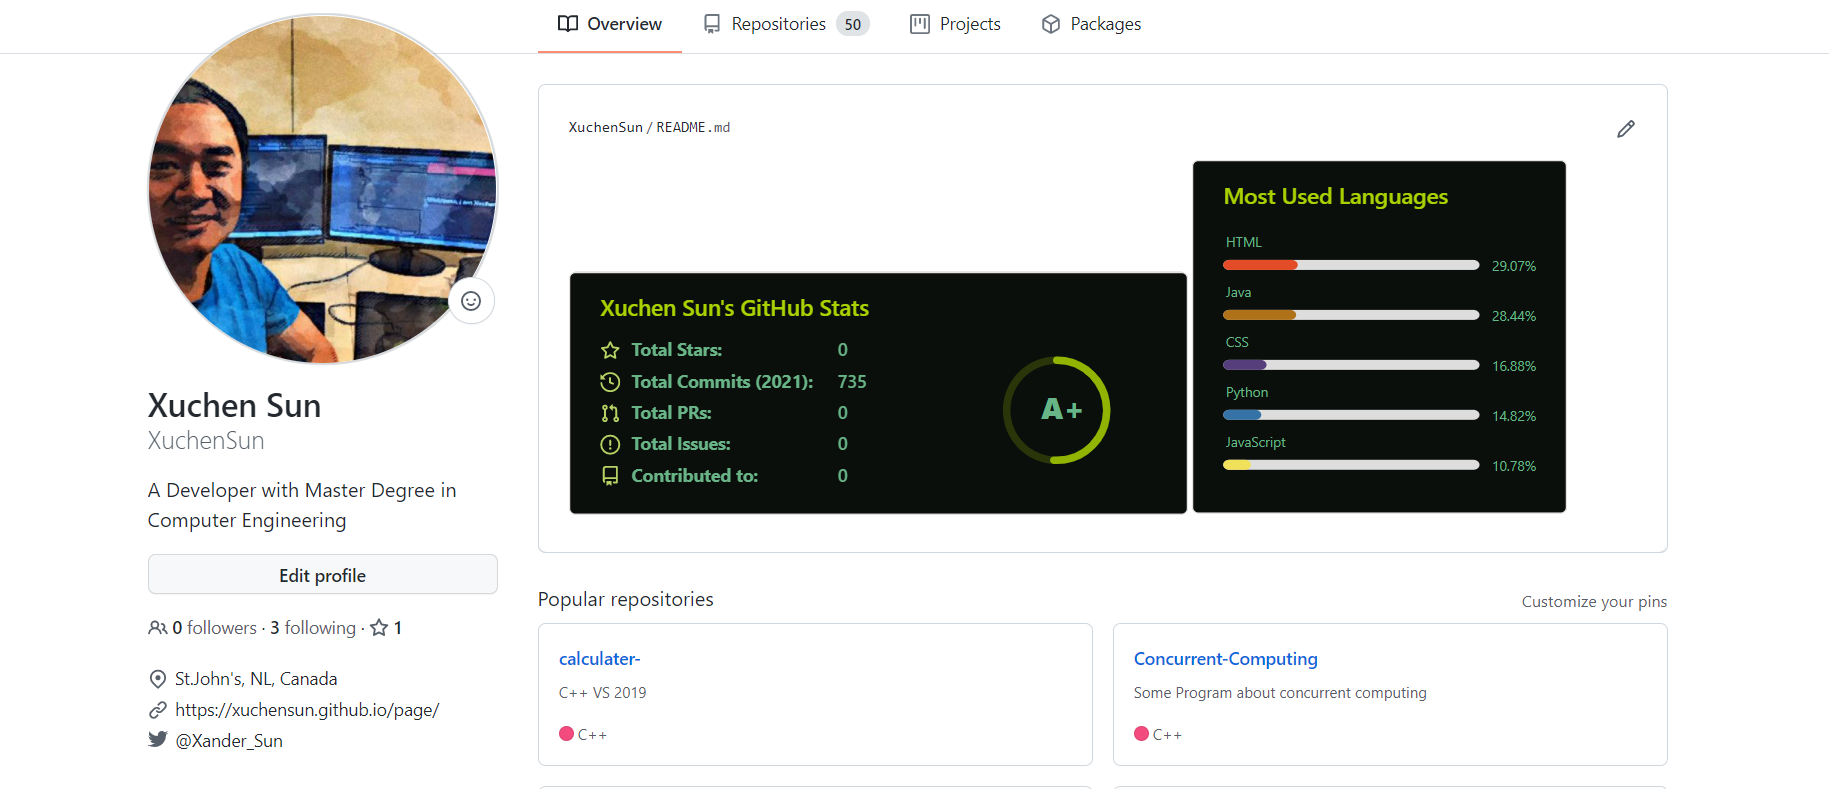 Overview
Repositories 50
Projects
Packages
Xuchen Sun
XuchenSun
A Developer with Master Degree in
Computer Engineering
Edit profile
0 followers · 3 following · 1
St.John's, NL, Canada
https://xuchensun.github.io/page/
@Xander_Sun
XuchenSun / README.md
Xuchen Sun's GitHub Stats
Total Stars: 0
Total Commits (2021): 735
Total PRs: 0
Total Issues: 0
Contributed to: 0
A+
Most Used Languages
HTML
29.07%
Java
28.44%
CSS
16.88%
Python
14.82%
JavaScript
10.78%
Popular repositories
Customize your pins
calculater-
C++ VS 2019
C++
Concurrent-Computing
Some Program about concurrent computing
C++